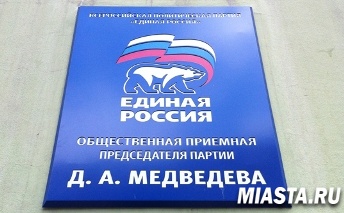 ВСЕРОССИЙСКАЯ ПОЛИТИЧЕСКАЯ ПАРТИЯ
«ЕДИНАЯ РОССИЯ»
ЕДИНАЯ
РОССИЯ
ОБЩЕСТВЕННАЯ ПРИЕМНАЯ
ПРЕДСЕДАТЕЛЯ ПАРТИИ
Д. А. МЕДВЕДЕВА
MIASTA.RU